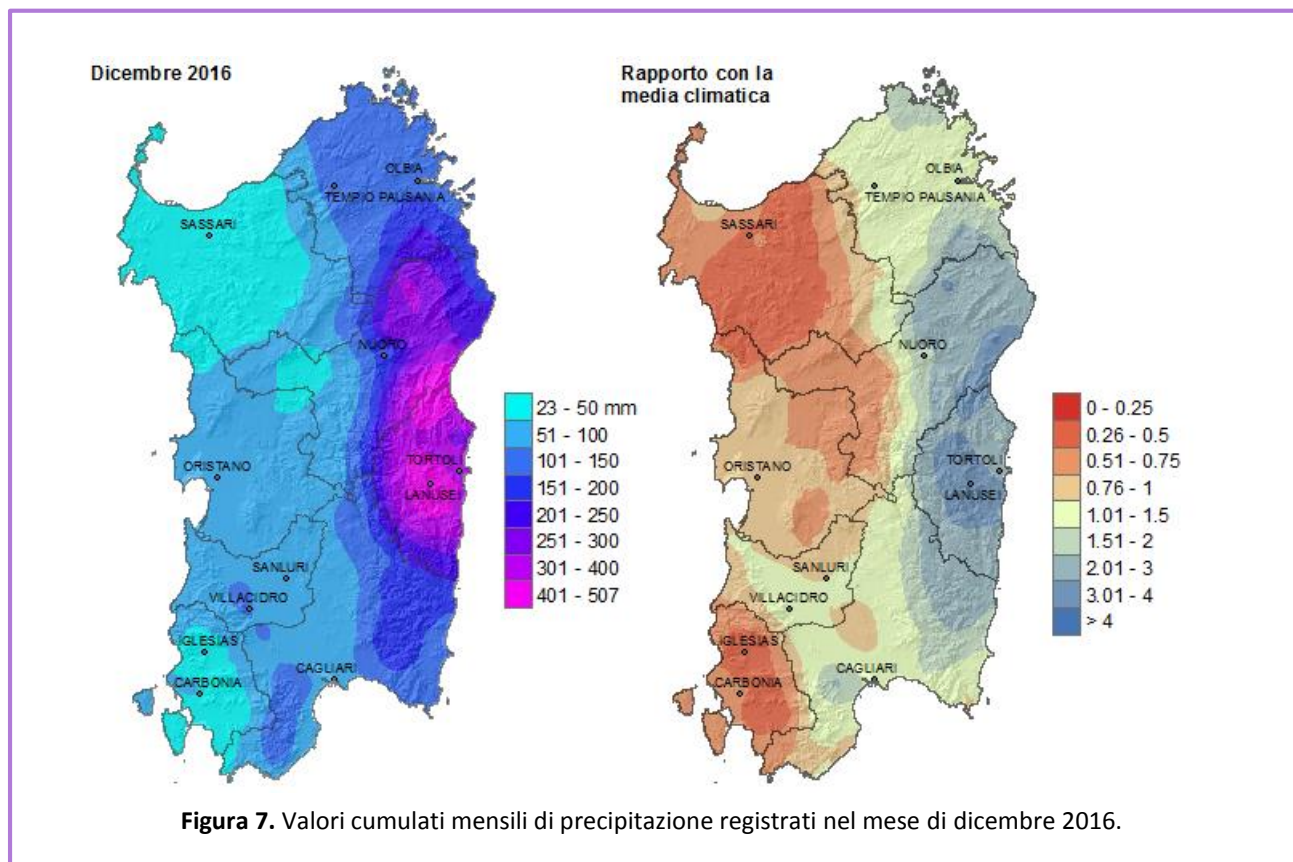 Dicembre 2016
OLBIA
TEMPIO PAUSANIA
SASSARI
NUORO
ORISTANO
TORTOLI
LANUSEI
SANLURI
VILLACIDRO
IGLESIAS
CARBONIA
CAGLIARI
23 - 50 mm
51 - 100
101 - 150
151 - 200
201 - 250
251 - 300
301 - 400
401 - 507
Rapporto con la
media climatica
OLBIA
TEMPIO PAUSANIA
SASSARI
NUORO
ORISTANO
TORTOLI
LANUSEI
SANLURI
VILLACIDRO
IGLESIAS
CARBONIA
CAGLIARI
0 - 0.25
0.26 - 0.5
0.51 - 0.75
0.76 - 1
1.01 - 1.5
1.51 - 2
2.01 - 3
3.01 - 4
> 4
Figura 7. Valori cumulati mensili di precipitazione registrati nel mese di dicembre 2016.